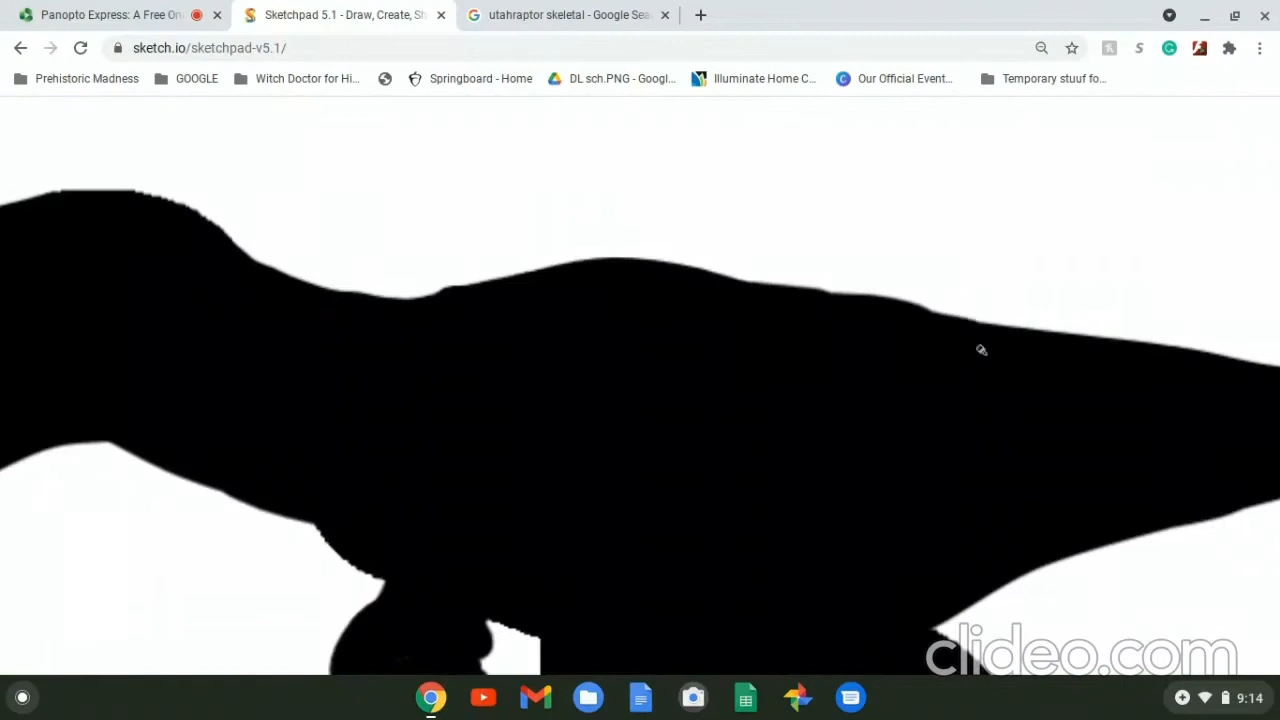 Panopto Express: A Free On
Sketchpad 5.1 - Draw, Create, Sh
utahraptor skeletal - Google Sea
sketch.io/sketchpad-v5.1/
Prehistoric Madness
GOOGLE
Witch Doctor for Hi...
Springboard - Home
DL sch.PNG - Googl...
Illuminate Home C...
Our Official Event...
Temporary stuuf fo...
clideo.com
9:14